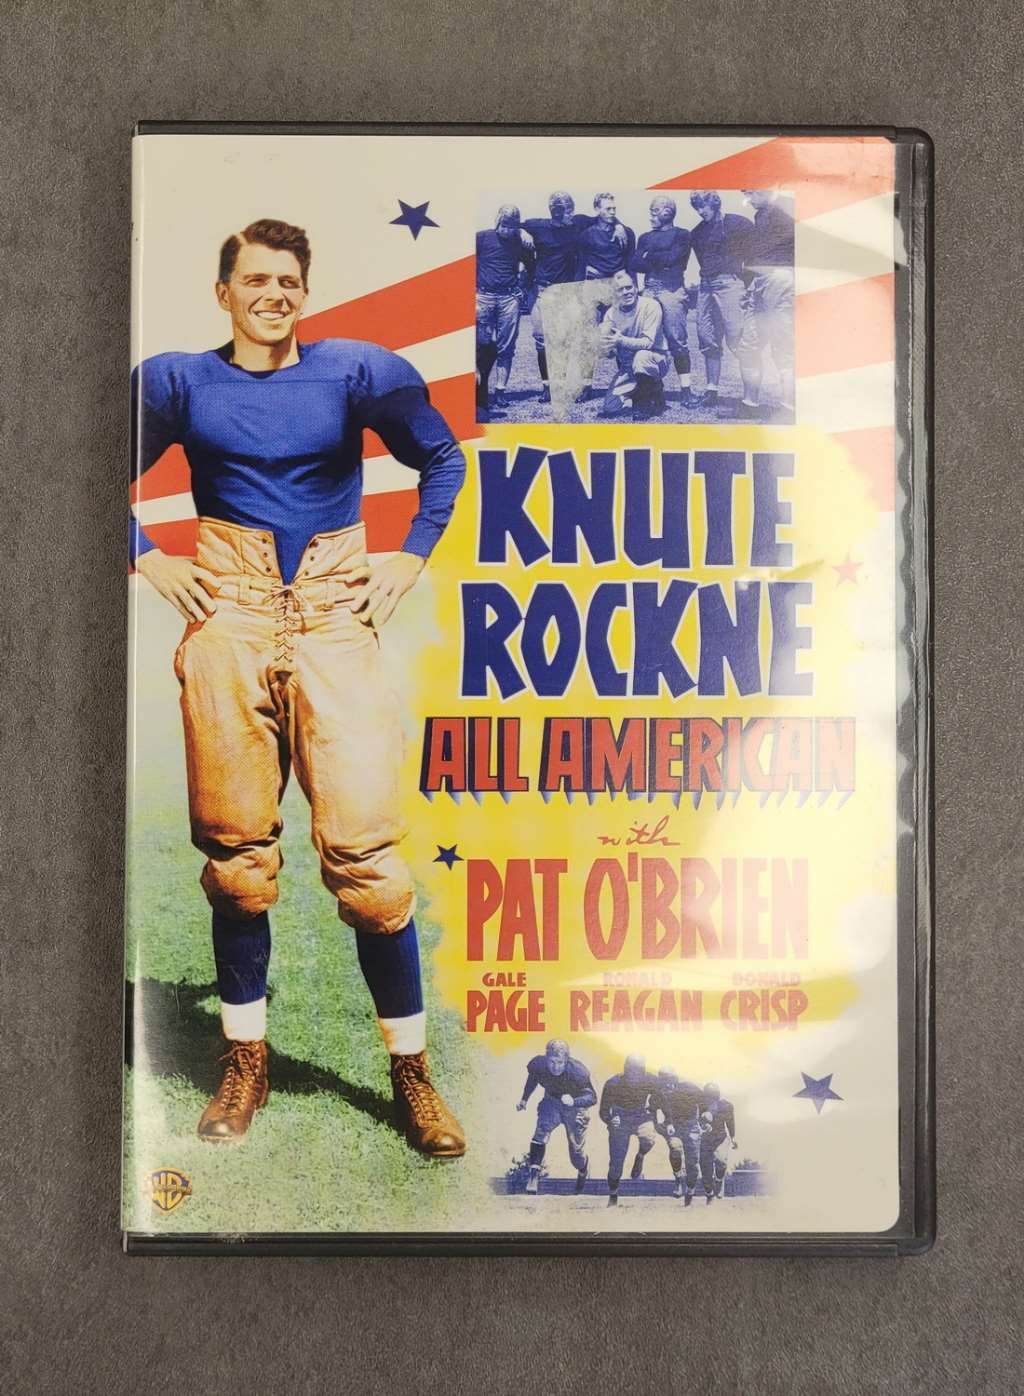 KNUTE
ROCKNE
ALL AMERICAN
with
PAT O'BRIEN
GALE RONALD DONALD
PAGE REAGAN CRISP
WB